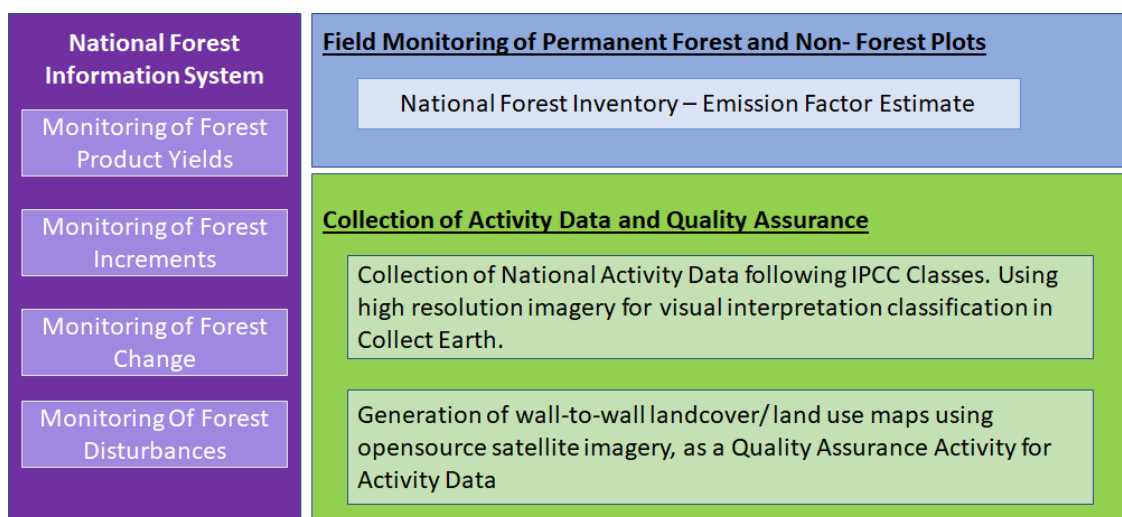 National Forest
Information System
Monitoring of Forest
Product Yields
Monitoring of Forest
Increments
Monitoring of Forest
Change
Monitoring Of Forest
Disturbances
Field Monitoring of Permanent Forest and Non- Forest Plots
National Forest Inventory – Emission Factor Estimate
Collection of Activity Data and Quality Assurance
Collection of National Activity Data following IPCC Classes. Using
high resolution imagery for visual interpretation classification in
Collect Earth.
Generation of wall-to-wall landcover/ land use maps using
opensource satellite imagery, as a Quality Assurance Activity for
Activity Data